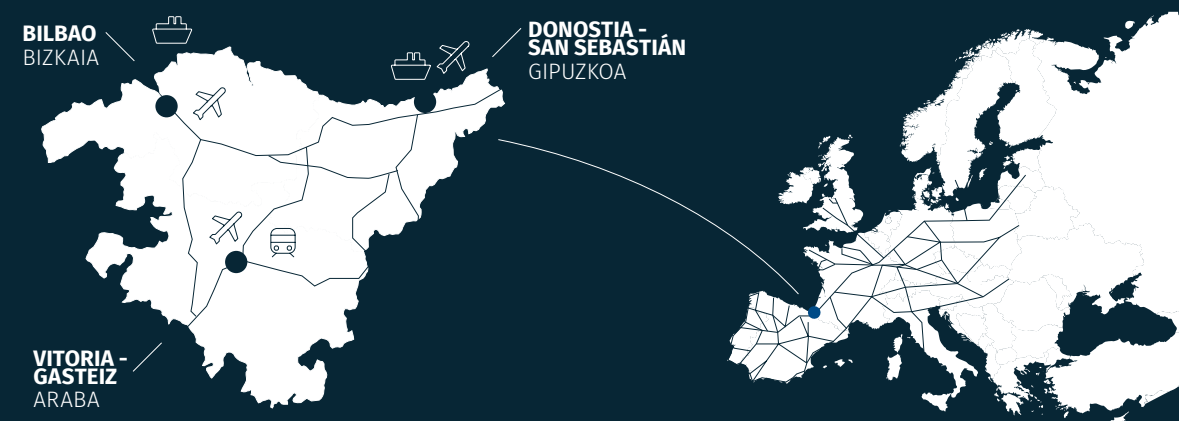 BILBAO
BIZKAIA
DONOSTIA -
SAN SEBASTIÁN
GIPUZKOA
VITORIA -
GASTEIZ
ARABA